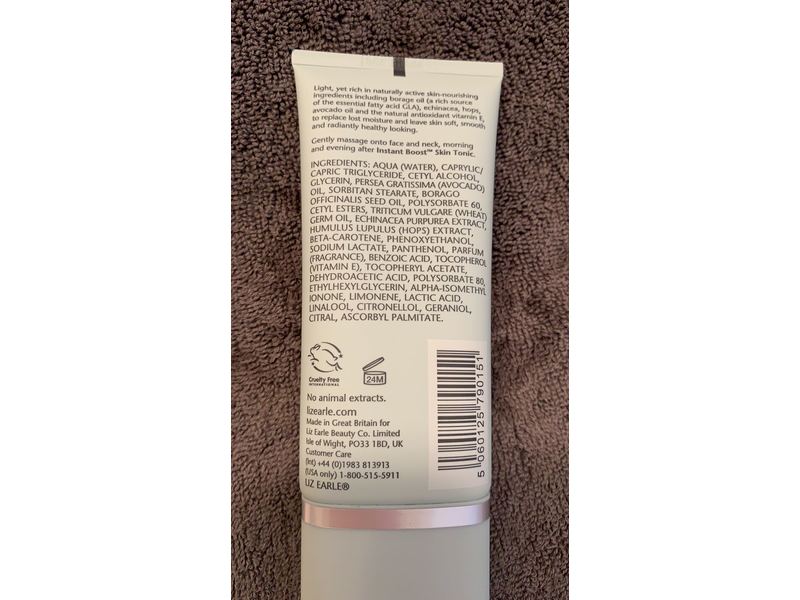 Light, yet rich in naturally active skin-nourishing
ingredients including borage oil (a rich source
of the essential fatty acid GLA), echinacea, hops,
avocado oil and the natural antioxidant vitamin E,
to replace lost moisture and leave skin soft, smooth
and radiantly healthy looking.
Gently massage onto face and neck, morning
and evening after Instant Boost™ Skin Tonic.
INGREDIENTS: AQUA (WATER), CAPRYLIC/
CAPRIC TRIGLYCERIDE, CETYL ALCOHOL,
GLYCERIN, PERSEA GRATISSIMA (AVOCADO)
OIL, SORBITAN STEARATE, BORAGO
OFFICINALIS SEED OIL, POLYSORBATE 60,
CETYL ESTERS, TRITICUM VULGARE (WHEAT)
GERM OIL, ECHINACEA PURPUREA EXTRACT,
HUMULUS LUPULUS (HOPS) EXTRACT,
BETA-CAROTENE, PHENOXYETHANOL,
SODIUM LACTATE, PANTHENOL, PARFUM
(FRAGRANCE), BENZOIC ACID, TOCOPHEROL
(VITAMIN E), TOCOPHERYL ACETATE,
DEHYDROACETIC ACID, POLYSORBATE 80,
ETHYLHEXYLGLYCERIN, ALPHA-ISOMETHYL
IONONE, LIMONENE, LACTIC ACID,
LINALOOL, CITRONELLOL, GERANIOL,
CITRAL, ASCORBYL PALMITATE.
Cruelty Free
INTERNATIONAL
24M
No animal extracts.
lizearle.com
Made in Great Britain for
Liz Earle Beauty Co. Limited
Isle of Wight, PO33 1BD, UK
Customer Care
(Int) +44 (0)1983 813913
(USA only) 1-800-515-5911
LIZ EARLE®
5 060125 790151